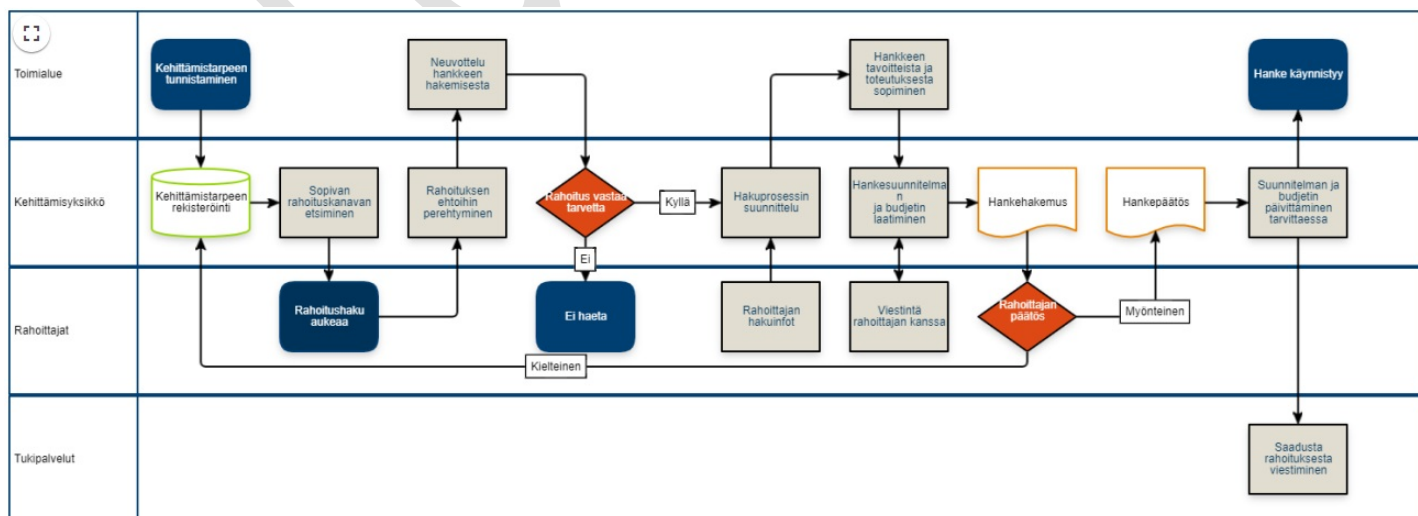 Toimialue
Kehittämistarpeen
tunnistaminen
Neuvottelu
hankkeen
hakemisesta
Hankkeen
tavoitteista ja
toteutuksesta
sopiminen
Hanke käynnistyy
Kehittämisyksikkö
Kehittämistarpeen
rekisteröinti
Sopivan
rahoituskanavan
etsiminen
Rahoituksen
ehtoihin
perehtyminen
Rahoitus vastaa
tarvetta
Kyllä
Hakuprosessin
suunnittelu
Hankesuunnitelma
n
ja budjetin
laatiminen
Hankehakemus
Hankepäätös
Suunnitelman ja
budjetin
päivittäminen
tarvittaessa
Ei
Rahoittajat
Rahoitushaku
aukeaa
Ei haeta
Rahoittajan
hakuinfot
Viestintä
rahoittajan kanssa
Rahoittajan
päätös
Myönteinen
Kielteinen
Tukipalvelut
Saadusta
rahoituksesta
viestiminen